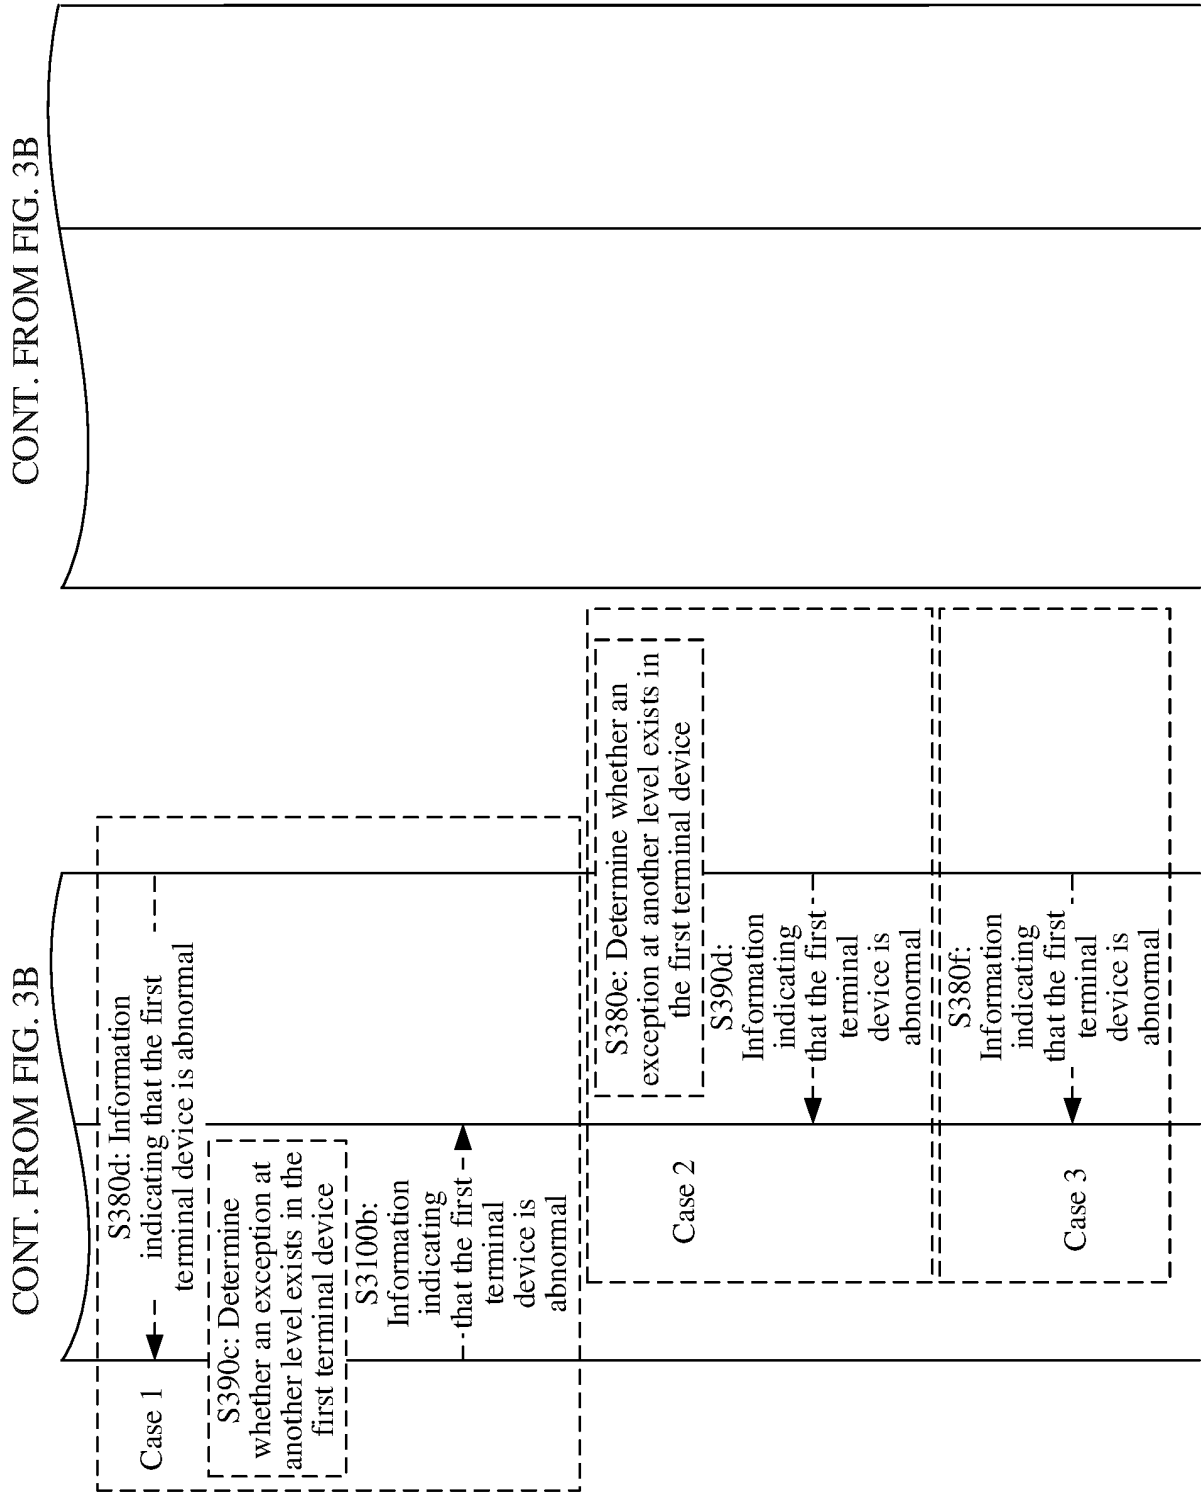 CONT. FROM FIG. 3B
CONT. FROM FIG. 3B
Case 1
S380d: Information
indicating that the first
terminal device is abnormal
S390c: Determine
whether an exception at
another level exists in the
first terminal device
S3100b:
Information
indicating
that the first
terminal
device is
abnormal
Case 2
S380e: Determine whether an
exception at another level exists in
the first terminal device
S390d:
Information
indicating
that the first
terminal
device is
abnormal
Case 3
S380f:
Information
indicating
that the first
terminal
device is
abnormal